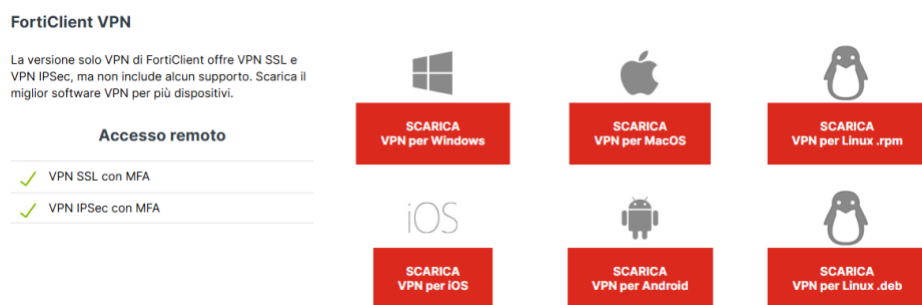 FortiClient VPN
La versione solo VPN di FortiClient offre VPN SSL e
VPN IPSec, ma non include alcun supporto. Scarica il
miglior software VPN per più dispositivi.
Accesso remoto
VPN SSL con MFA
VPN IPSec con MFA
SCARICA
VPN per Windows
SCARICA
VPN per MacOS
SCARICA
VPN per Linux .rpm
iOS
SCARICA
VPN per iOS
SCARICA
VPN per Android
SCARICA
VPN per Linux .deb